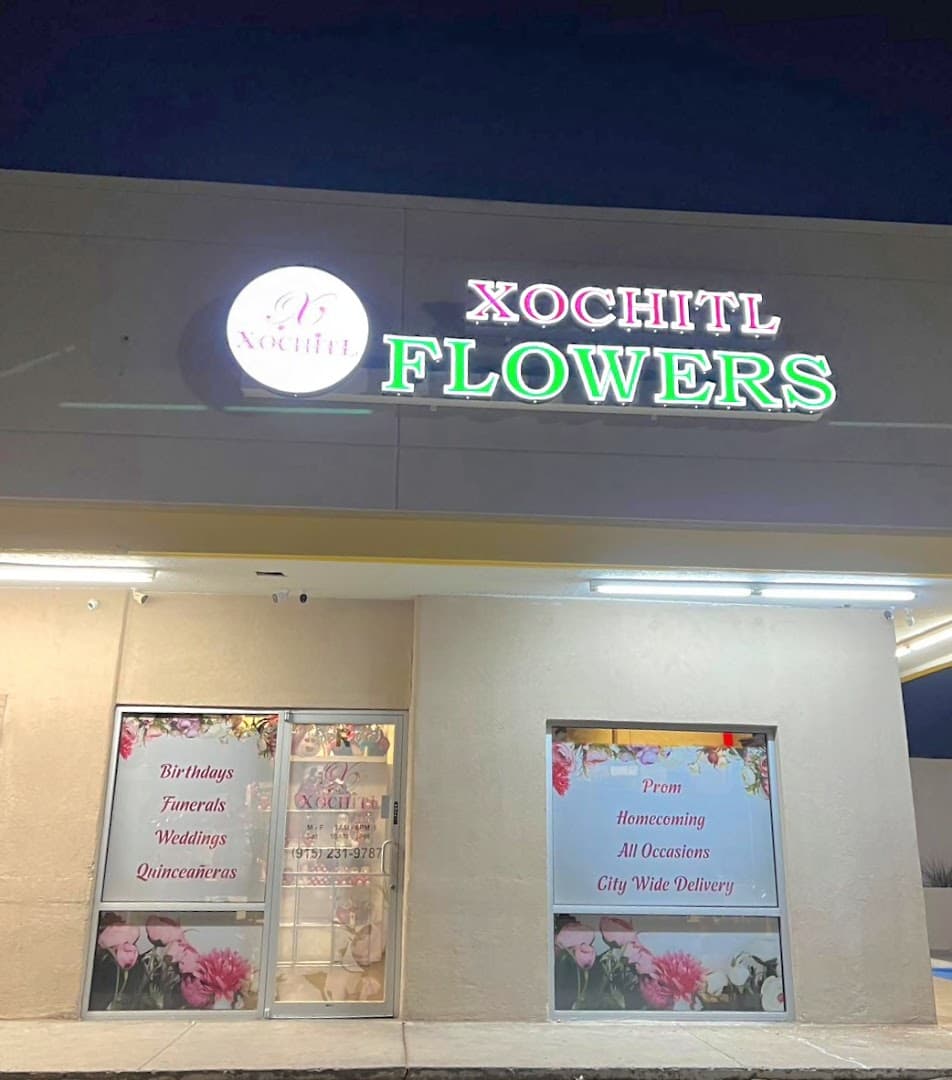 X
XOCHITL
XOCHITL
FLOWERS
Birthdays
Funerals
Weddings
Quinceañeras
X
XOCHITL
M - F
(915) 231-9787
Prom
Homecoming
All Occasions
City Wide Delivery